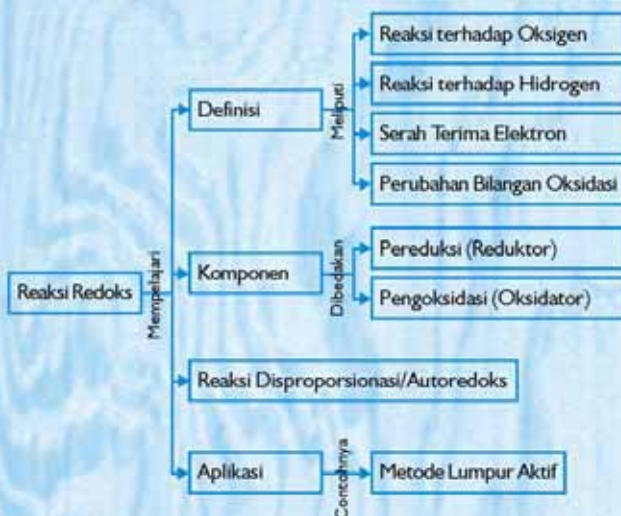 Reaksi Redoks
Mempelajari
Definisi
Meliputi
Reaksi terhadap Oksigen
Reaksi terhadap Hidrogen
Serah Terima Elektron
Perubahan Bilangan Oksidasi
Komponen
Dibedakan
Pereduksi (Reduktor)
Pengoksidasi (Oksidator)
Reaksi Disproporsionasi/Autoredoks
Aplikasi
Contohnya
Metode Lumpur Aktif